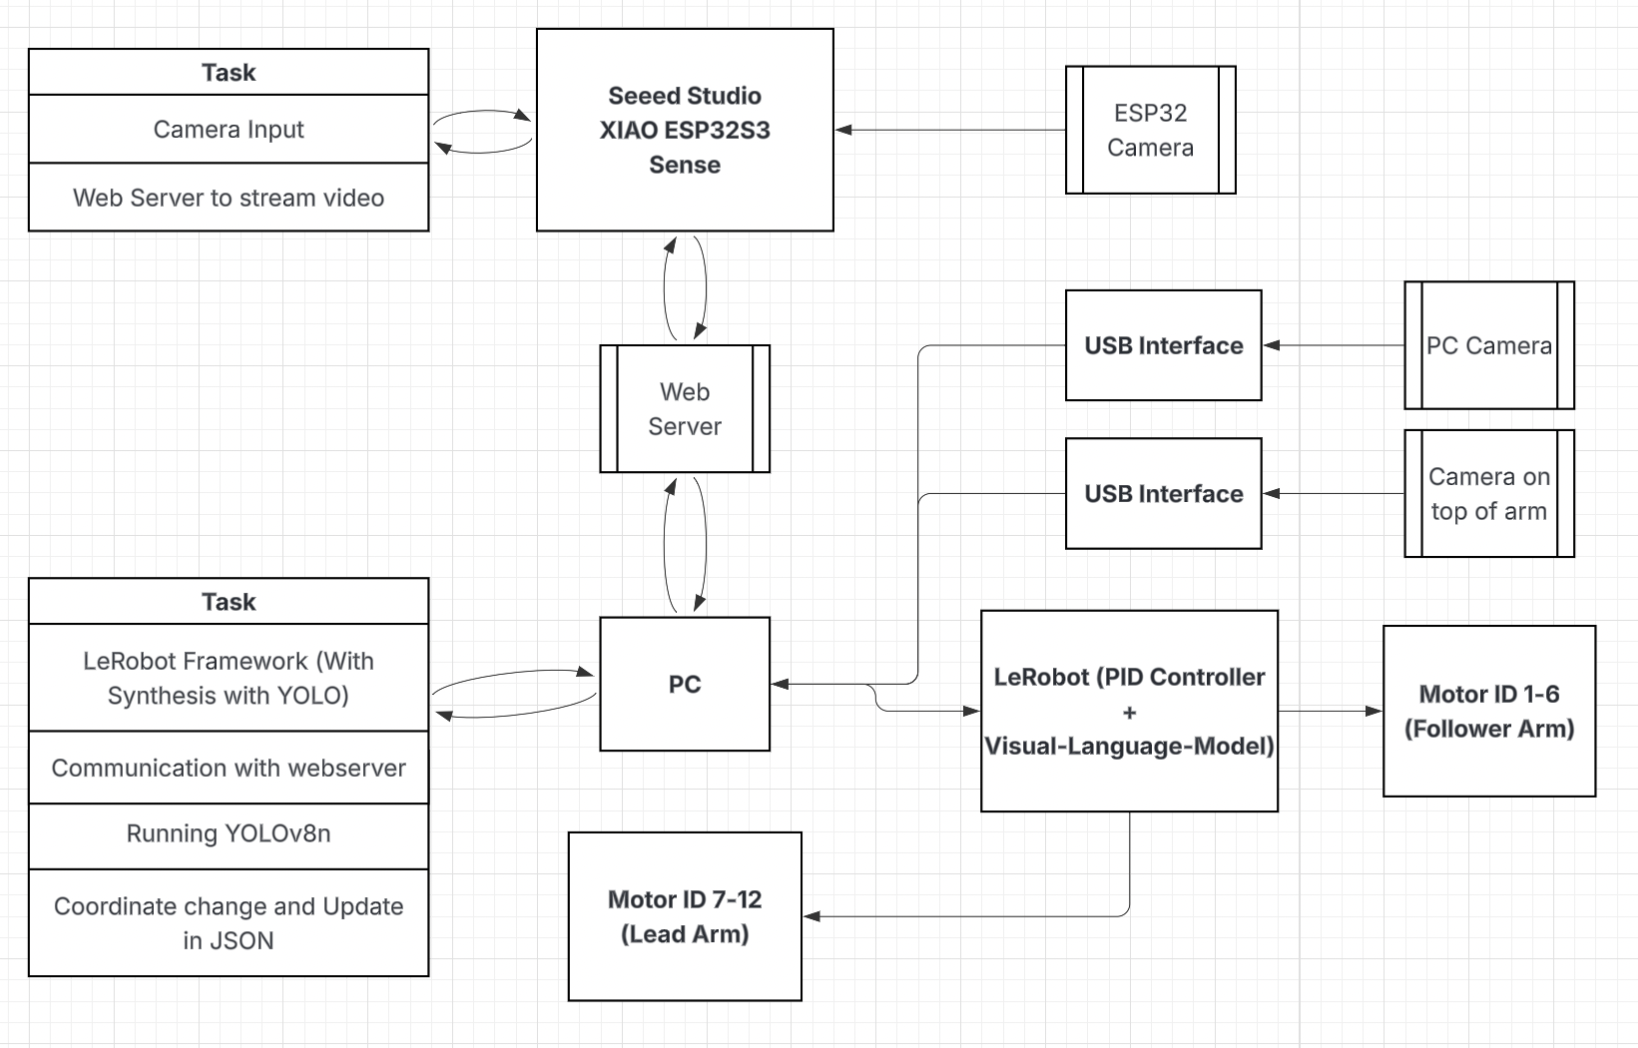 Task
Camera Input
Web Server to stream video
Seeed Studio
XIAO ESP32S3
Sense
ESP32
Camera
Web
Server
USB Interface
PC Camera
USB Interface
Camera on
top of arm
Task
LeRobot Framework (With
Synthesis with YOLO)
Communication with webserver
Running YOLOv8n
Coordinate change and Update
in JSON
PC
LeRobot (PID Controller
+
Visual-Language-Model)
Motor ID 1-6
(Follower Arm)
Motor ID 7-12
(Lead Arm)